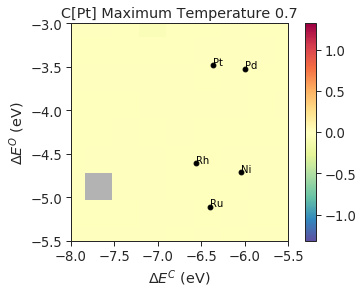 C[Pt] Maximum Temperature 0.7
−3.0
−3.5
−4.0
−4.5
−5.0
−5.5
ΔE^O (eV)
Pt
Pd
Rh
Ni
Ru
−8.0 −7.5 −7.0 −6.5 −6.0 −5.5
ΔE^C (eV)
1.0
0.5
0.0
−0.5
−1.0